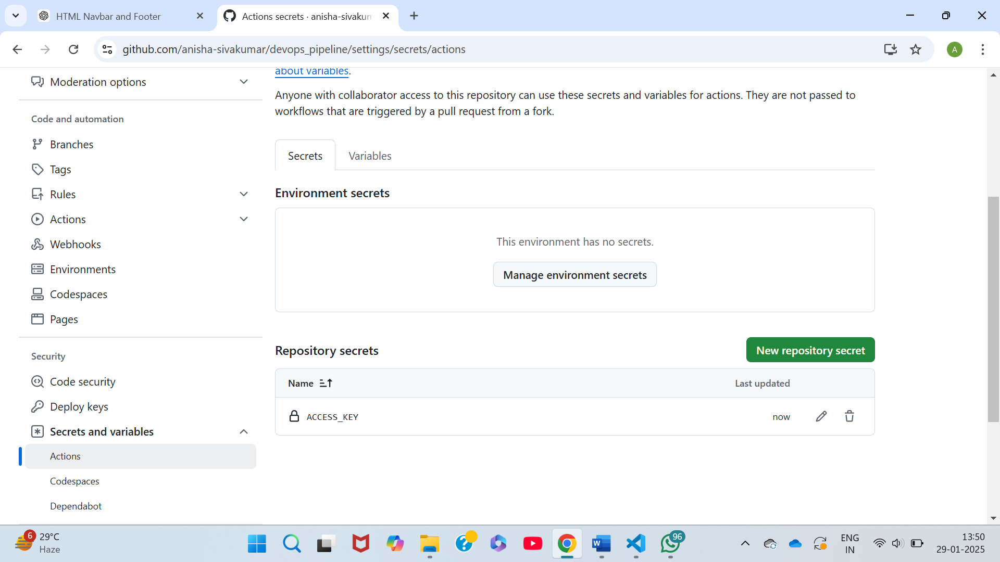 HTML Navbar and Footer
Actions secrets · anisha-sivakum
github.com/anisha-sivakumar/devops_pipeline/settings/secrets/actions
A
Moderation options
Code and automation
Branches
Tags
Rules
Actions
Webhooks
Environments
Codespaces
Pages
Security
Code security
Deploy keys
Secrets and variables
Actions
Codespaces
Dependabot
about variables.
Anyone with collaborator access to this repository can use these secrets and variables for actions. They are not passed to
workflows that are triggered by a pull request from a fork.
Secrets
Variables
Environment secrets
This environment has no secrets.
Manage environment secrets
Repository secrets
New repository secret
Name
Last updated
ACCESS_KEY
now
6
29°C
Haze
W
96
ENG
IN
13:50
29-01-2025